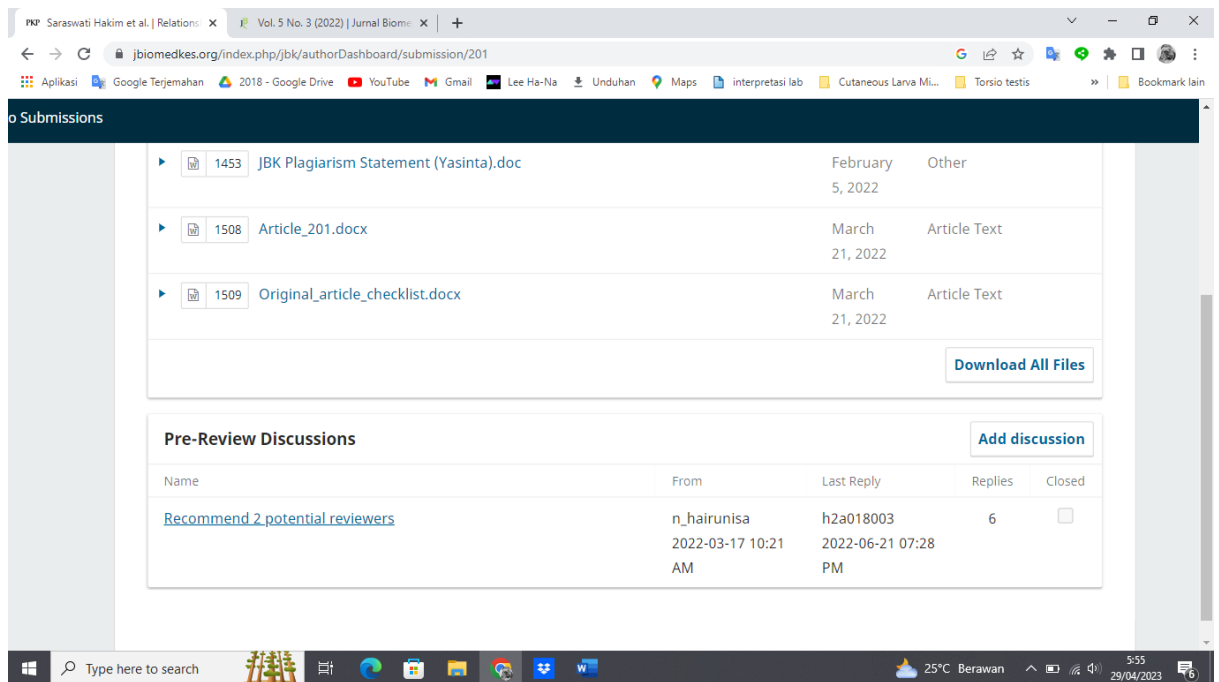 PKP Saraswati Hakim et al. | Relations
Vol. 5 No. 3 (2022) | Jurnal Biome
jbiomedkes.org/index.php/jbk/authorDashboard/submission/201
Aplikasi Google Terjemahan 2018 - Google Drive YouTube Gmail Lee Ha-Na Unduhan Maps interpretasi lab Cutaneous Larva Mi... Torsio testis » Bookmark lain
o Submissions
1453 JBK Plagiarism Statement (Yasinta).doc February Other
5, 2022
1508 Article_201.docx March Article Text
21, 2022
1509 Original_article_checklist.docx March Article Text
21, 2022
Download All Files
Pre-Review Discussions Add discussion
Name From Last Reply Replies Closed
Recommend 2 potential reviewers n_hairunisa h2a018003 6
2022-03-17 10:21 2022-06-21 07:28
AM PM
Type here to search 25°C Berawan 5:55
29/04/2023 6